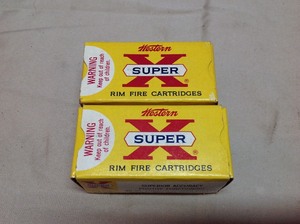 Western
X
SUPER
®
RIM FIRE CARTRIDGES
WARNING
Keep out of reach
of children.
Western
X
SUPER
®
RIM FIRE CARTRIDGES
WARNING
Keep out of reach
of children.